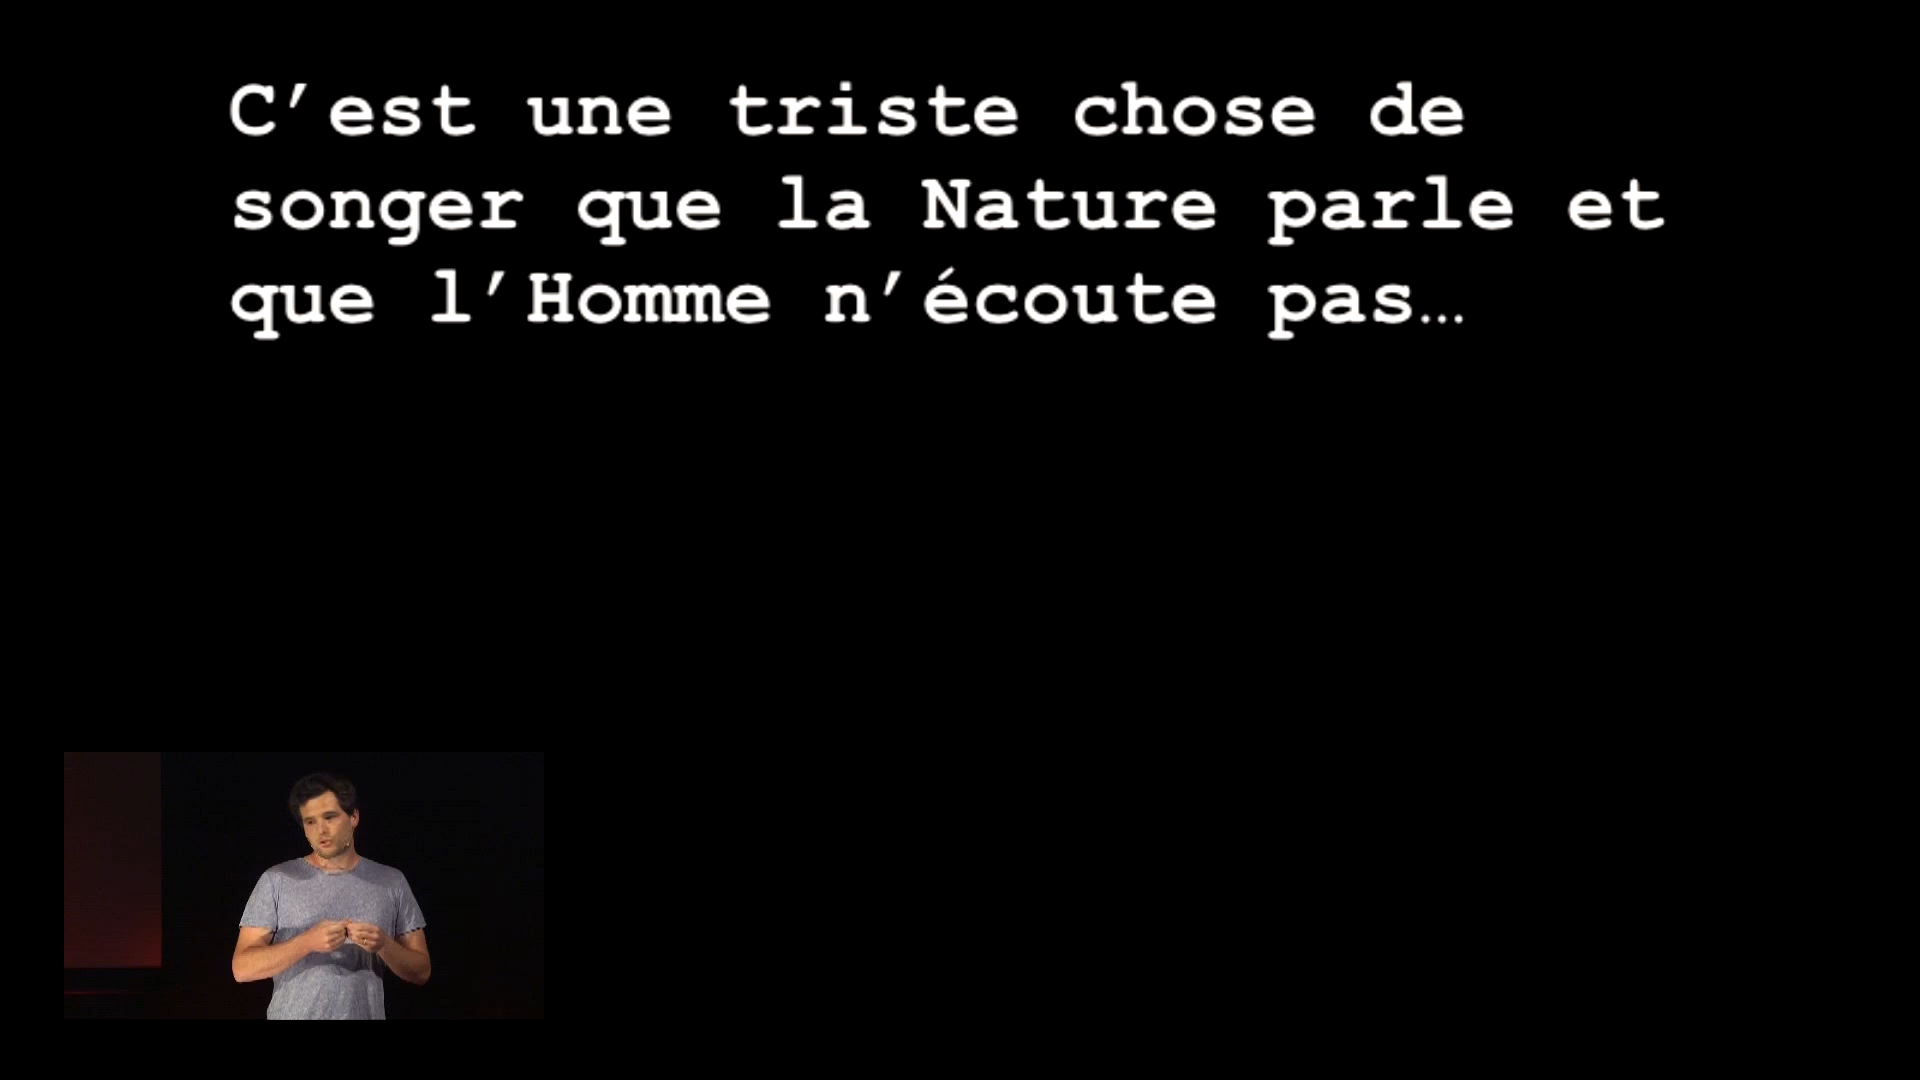 C’est une triste chose de
songer que la Nature parle et
que l’Homme n’écoute pas…